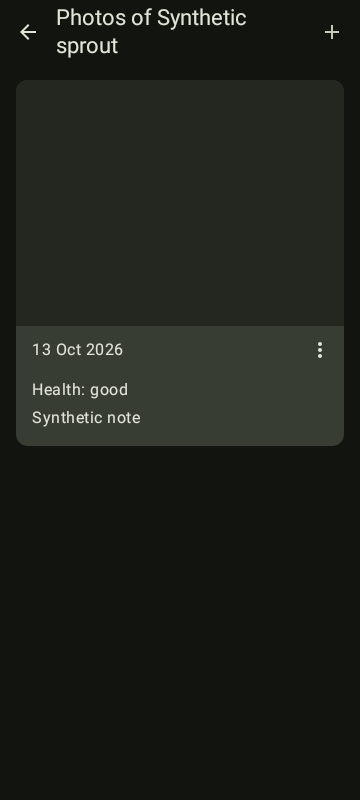 Photos of Synthetic
sprout
13 Oct 2026
Health: good
Synthetic note